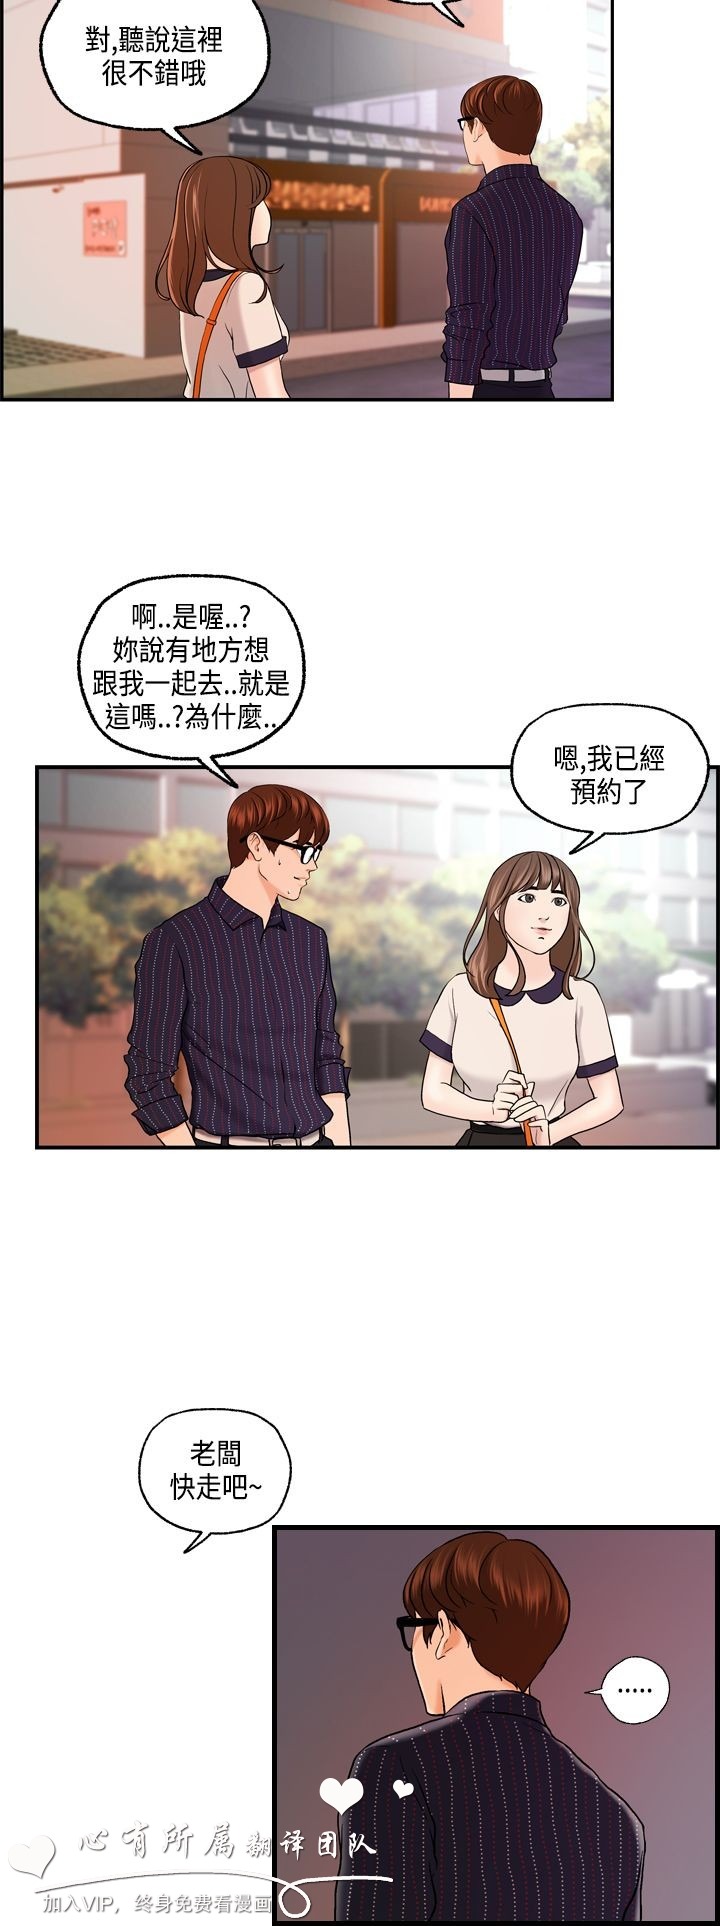 對,聽說這裡
很不錯哦
啊..是喔..?
妳說有地方想
跟我一起去..就是
這嗎..?為什麼..
嗯,我已經
預約了
老闆
快走吧~
.....
心有所属翻译团队
加入VIP，终身免费看漫画